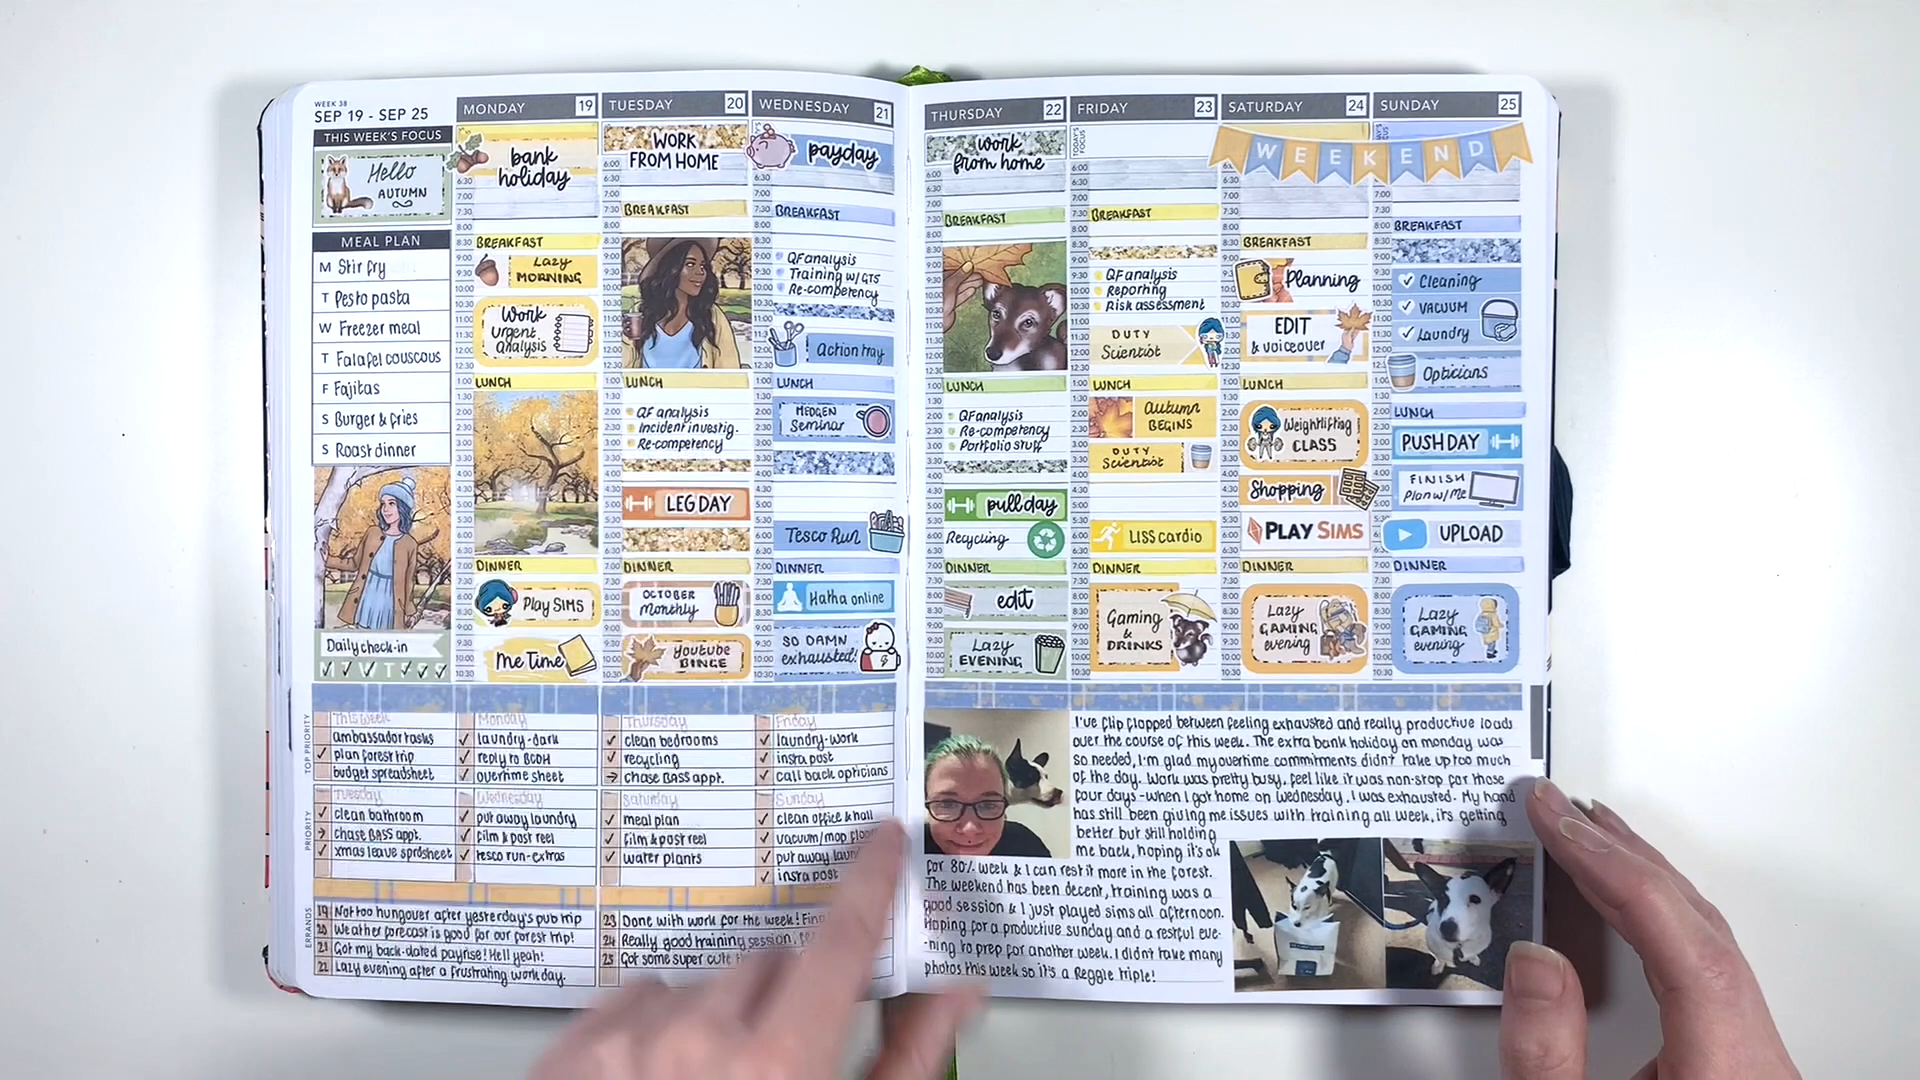 WEEK 38
SEP 19 - SEP 25
THIS WEEK'S FOCUS
Hello
AUTUMN
MEAL PLAN
M Stir fry
T Pesto pasta
W Freezer meal
T Falafel couscous
F Fajitas
S Burger & fries
S Roast dinner
Daily check-in
MONDAY 19
bank
holiday
BREAKFAST
LAZY
MORNING
Work
Urgent
analysis
LUNCH
DINNER
Play SIMS
Me Time
TUESDAY 20
WORK
FROM HOME
BREAKFAST
LUNCH
QF analysis
Incident investig.
Re-competency
LEG DAY
DINNER
OCTOBER
Monthly
Youtube
BINGE
WEDNESDAY 21
payday
BREAKFAST
QF analysis
Training w/ GTS
Re-competency
Action tray
LUNCH
MEDGEN
Seminar
Tesco Run
DINNER
Hatha online
SO DAMN
exhausted!
THURSDAY 22
work
from home
BREAKFAST
LUNCH
QF analysis
Re-competency
Portfolio stuff
pull day
Recycling
DINNER
edit
Lazy
EVENING
FRIDAY 23
TODAY'S FOCUS
BREAKFAST
QF analysis
Reporting
Risk assessment
DUTY
Scientist
LUNCH
Autumn
BEGINS
DUTY
Scientist
LISS cardio
DINNER
Gaming
&
DRINKS
SATURDAY 24
WEEKEND
BREAKFAST
Planning
EDIT
& voiceover
LUNCH
Weightlifting
CLASS
Shopping
PLAY SIMS
DINNER
LAZY
GAMING
evening
SUNDAY 25
BREAKFAST
Cleaning
VACUUM
Laundry
Opticians
LUNCH
PUSH DAY
FINISH
Plan w/ Me
UPLOAD
DINNER
LAZY
GAMING
evening
TOP PRIORITY
This week
ambassador tasks
plan forest trip
budget spreadsheet
Monday
laundry-dark
reply to BCOH
overtime sheet
Thursday
clean bedrooms
recycling
chase BASS appt.
Friday
laundry-work
insta post
call back opticians
PRIORITY
Tuesday
clean bathroom
chase BASS appt.
xmas leave sprdsheet
Wednesday
put away laundry
film & post reel
tesco run-extras
Saturday
meal plan
film & post reel
water plants
Sunday
clean office & hall
vacuum/mop
put away
insta post
ERRANDS
19 Not too hungover after yesterday's pub trip
20 Weather forecast is good for our forest trip!
21 Got my back-dated payrise! Hell yeah!
22 Lazy evening after a frustrating work day.
23 Done with work for the week!
24 Really good training session,
25 Got some super cute
I've flip flopped between feeling exhausted and really productive loads
over the course of this week. The extra bank holiday on monday was
so needed, I'm glad my overtime commitments didn't take up too much
of the day. Work was pretty busy, feel like it was non-stop for those
four days - when I got home on Wednesday, I was exhausted. My hand
has still been giving me issues with training all week, it's getting
better but still holding
me back, hoping it's ok
for 80% week & I can rest it more in the forest.
The weekend has been decent, training was a
good session & I just played sims all afternoon.
Hoping for a productive sunday and a restful eve-
-ning to prep for another week. I didn't take many
photos this week so it's a Reggie triple!